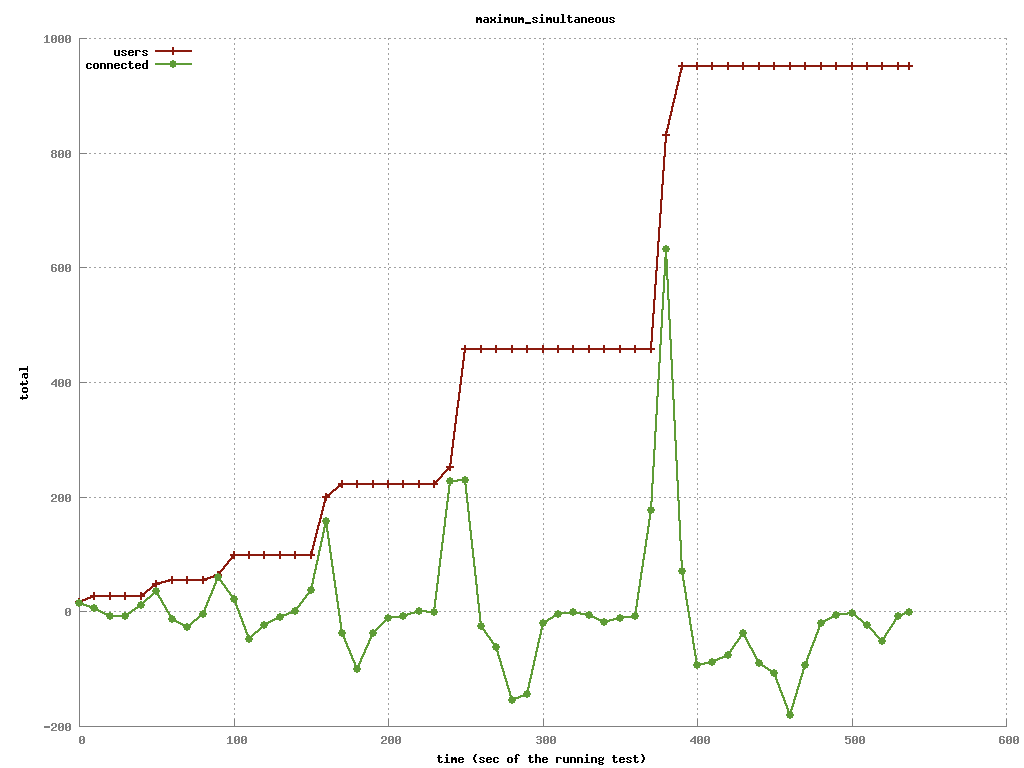 maximum_simultaneous
1000
users
connected
800
600
total
400
200
0
-200
0 100 200 300 400 500 600
time (sec of the running test)